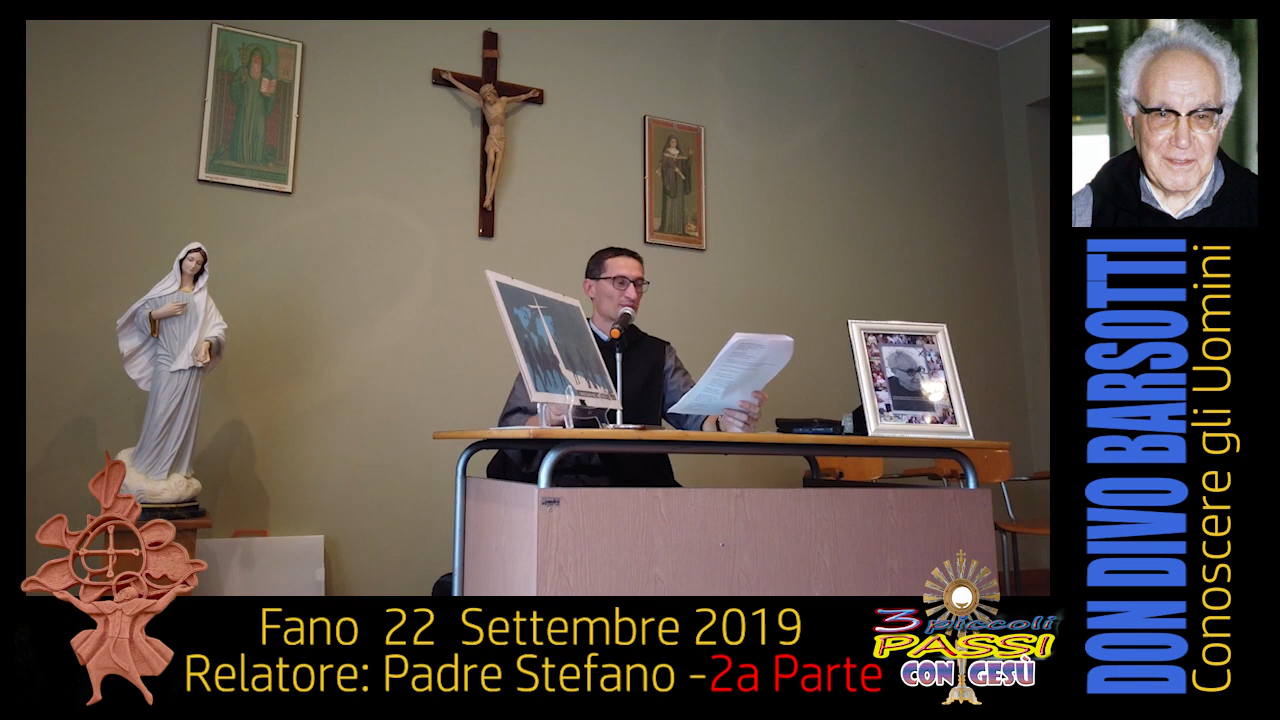 Fano 22 Settembre 2019
Relatore: Padre Stefano -2a Parte
3 piccoli
PASSI
CON GESÙ
DON DIVO BARSOTTI
Conoscere gli Uomini